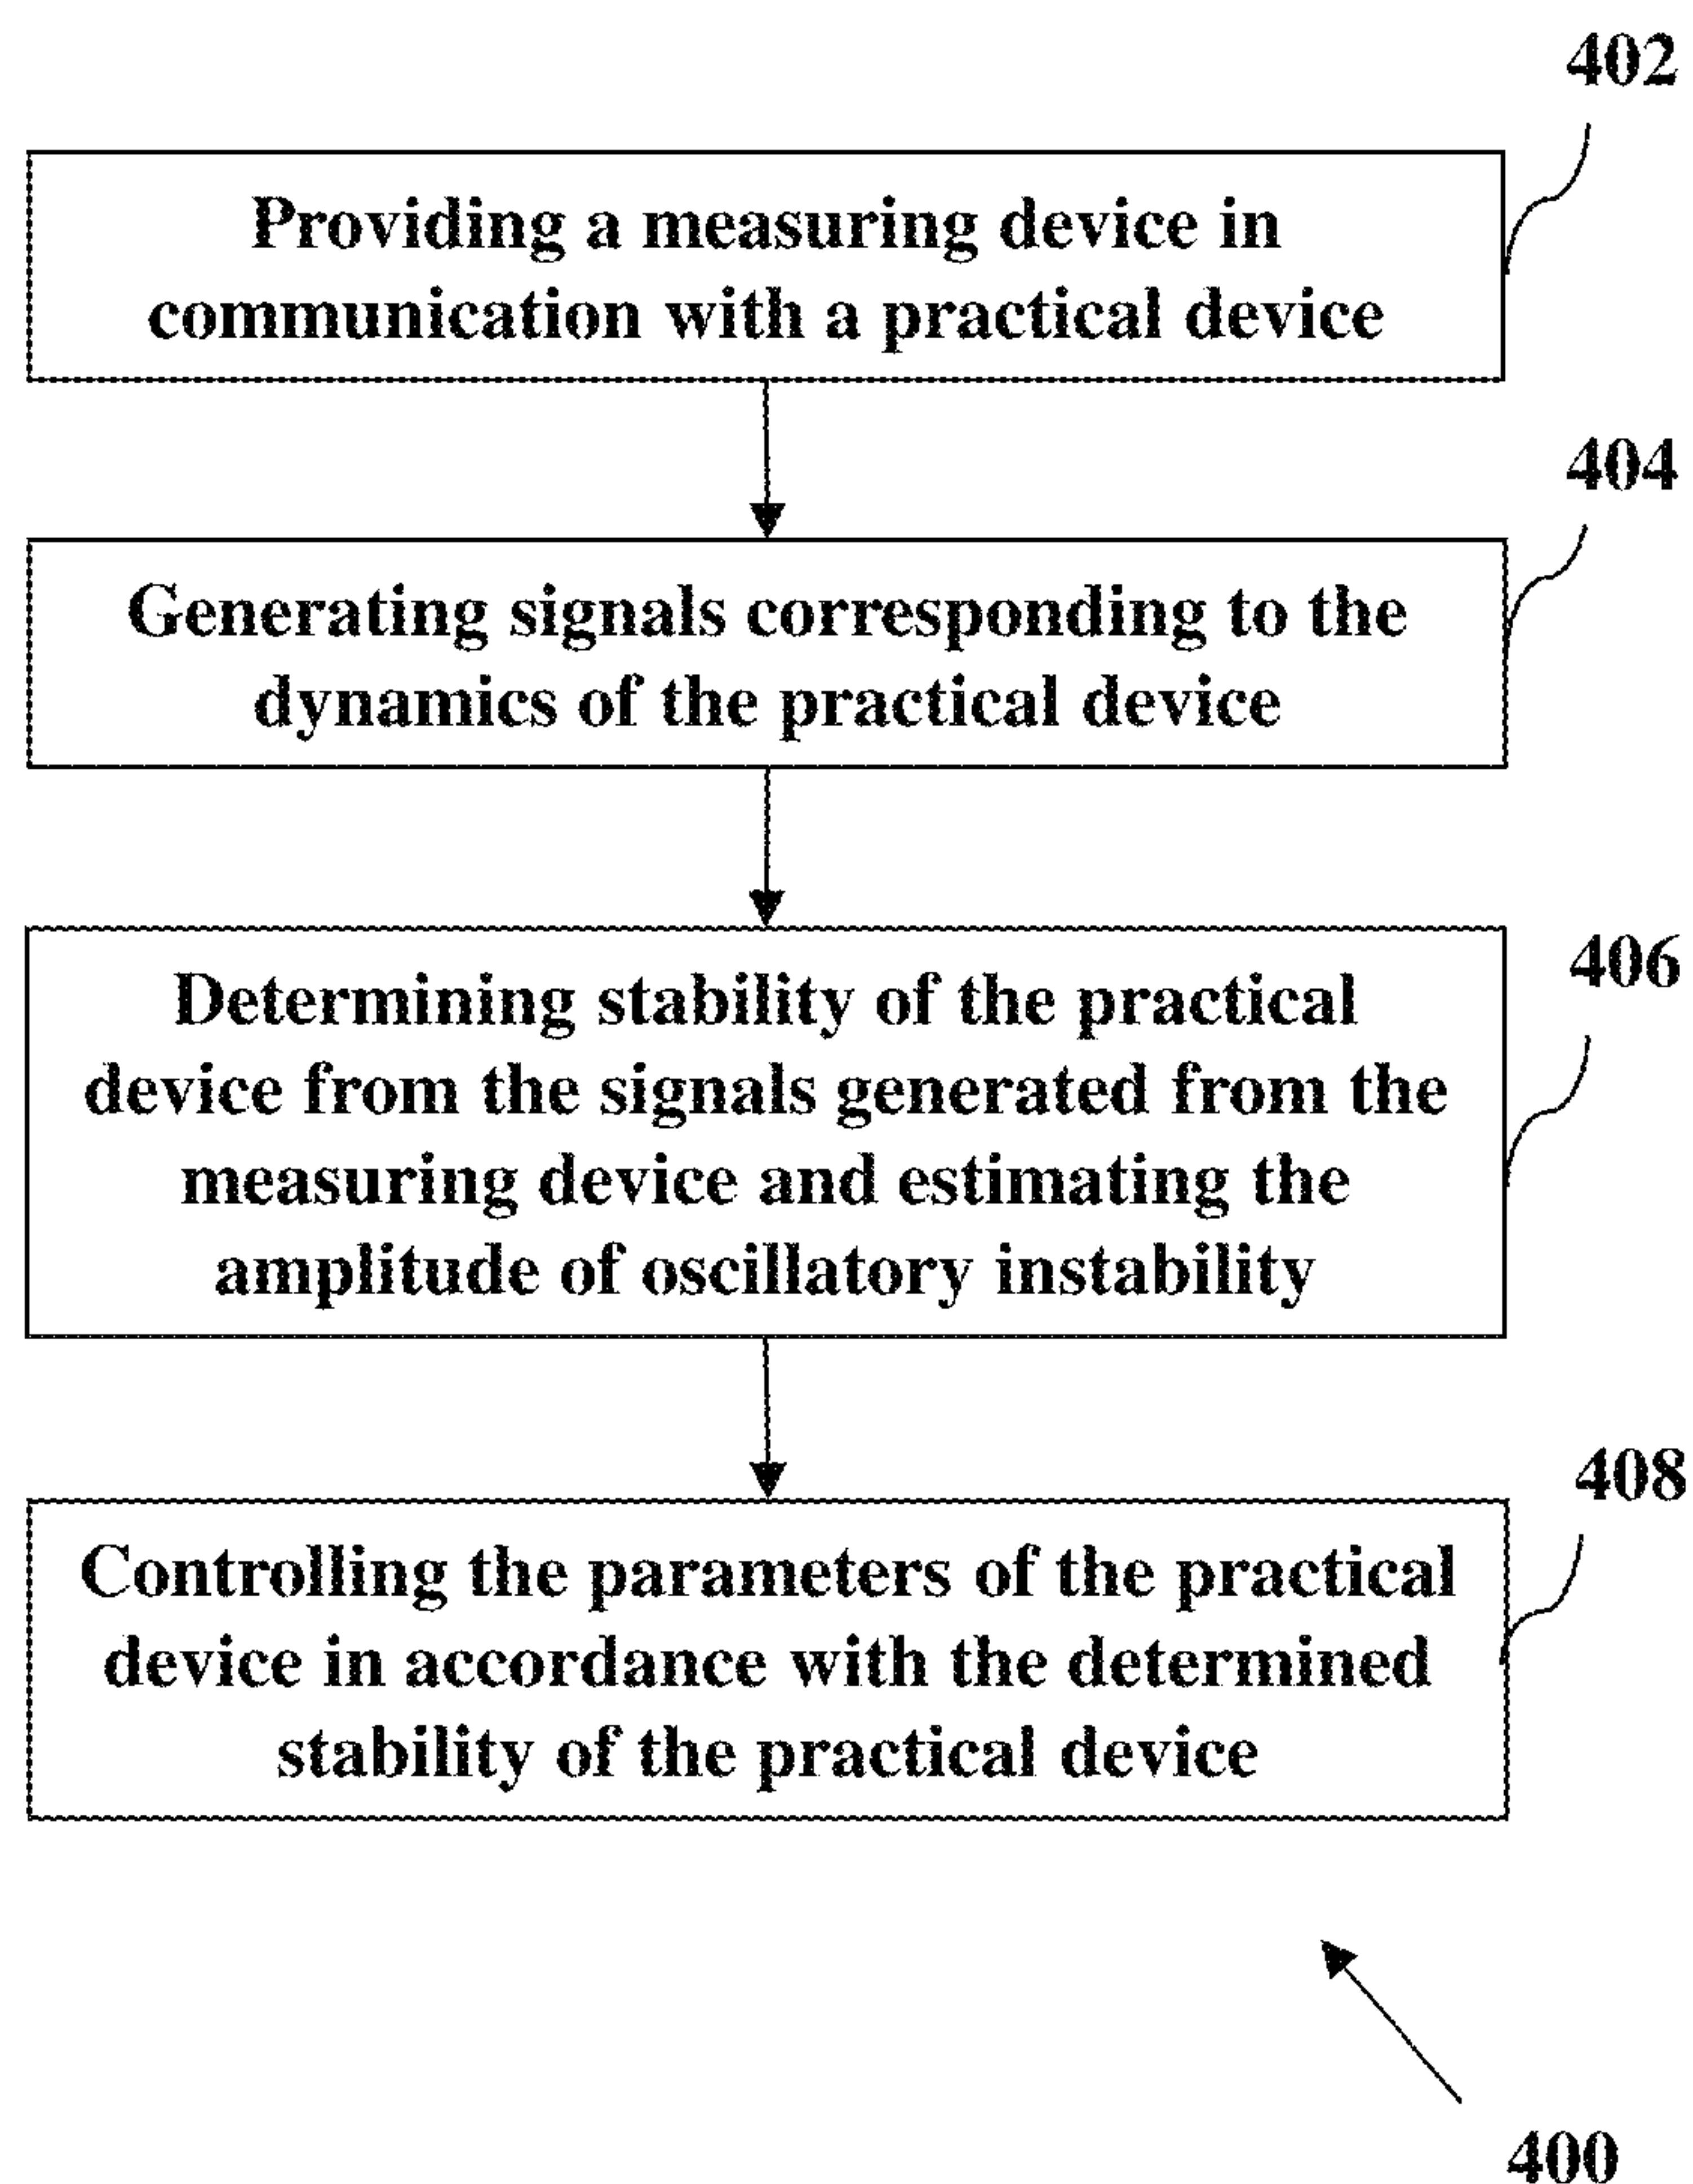 402
Providing a measuring device in
communication with a practical device
404
Generating signals corresponding to the
dynamics of the practical device
406
Determining stability of the practical
device from the signals generated from the
measuring device and estimating the
amplitude of oscillatory instability
408
Controlling the parameters of the practical
device in accordance with the determined
stability of the practical device
400